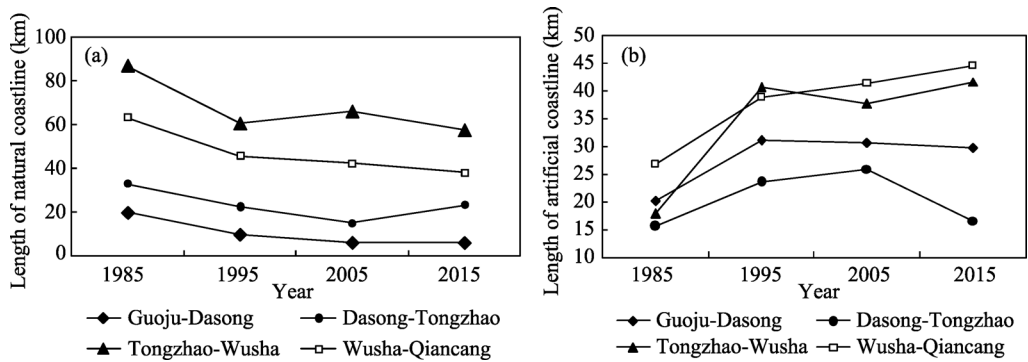 (a)
Length of natural coastline (km)
100
80
60
40
20
0
1985 1995 2005 2015
Year
Guoju-Dasong Dasong-Tongzhao
Tongzhao-Wusha Wusha-Qiancang
(b)
Length of artificial coastline (km)
50
45
40
35
30
25
20
15
10
1985 1995 2005 2015
Year
Guoju-Dasong Dasong-Tongzhao
Tongzhao-Wusha Wusha-Qiancang